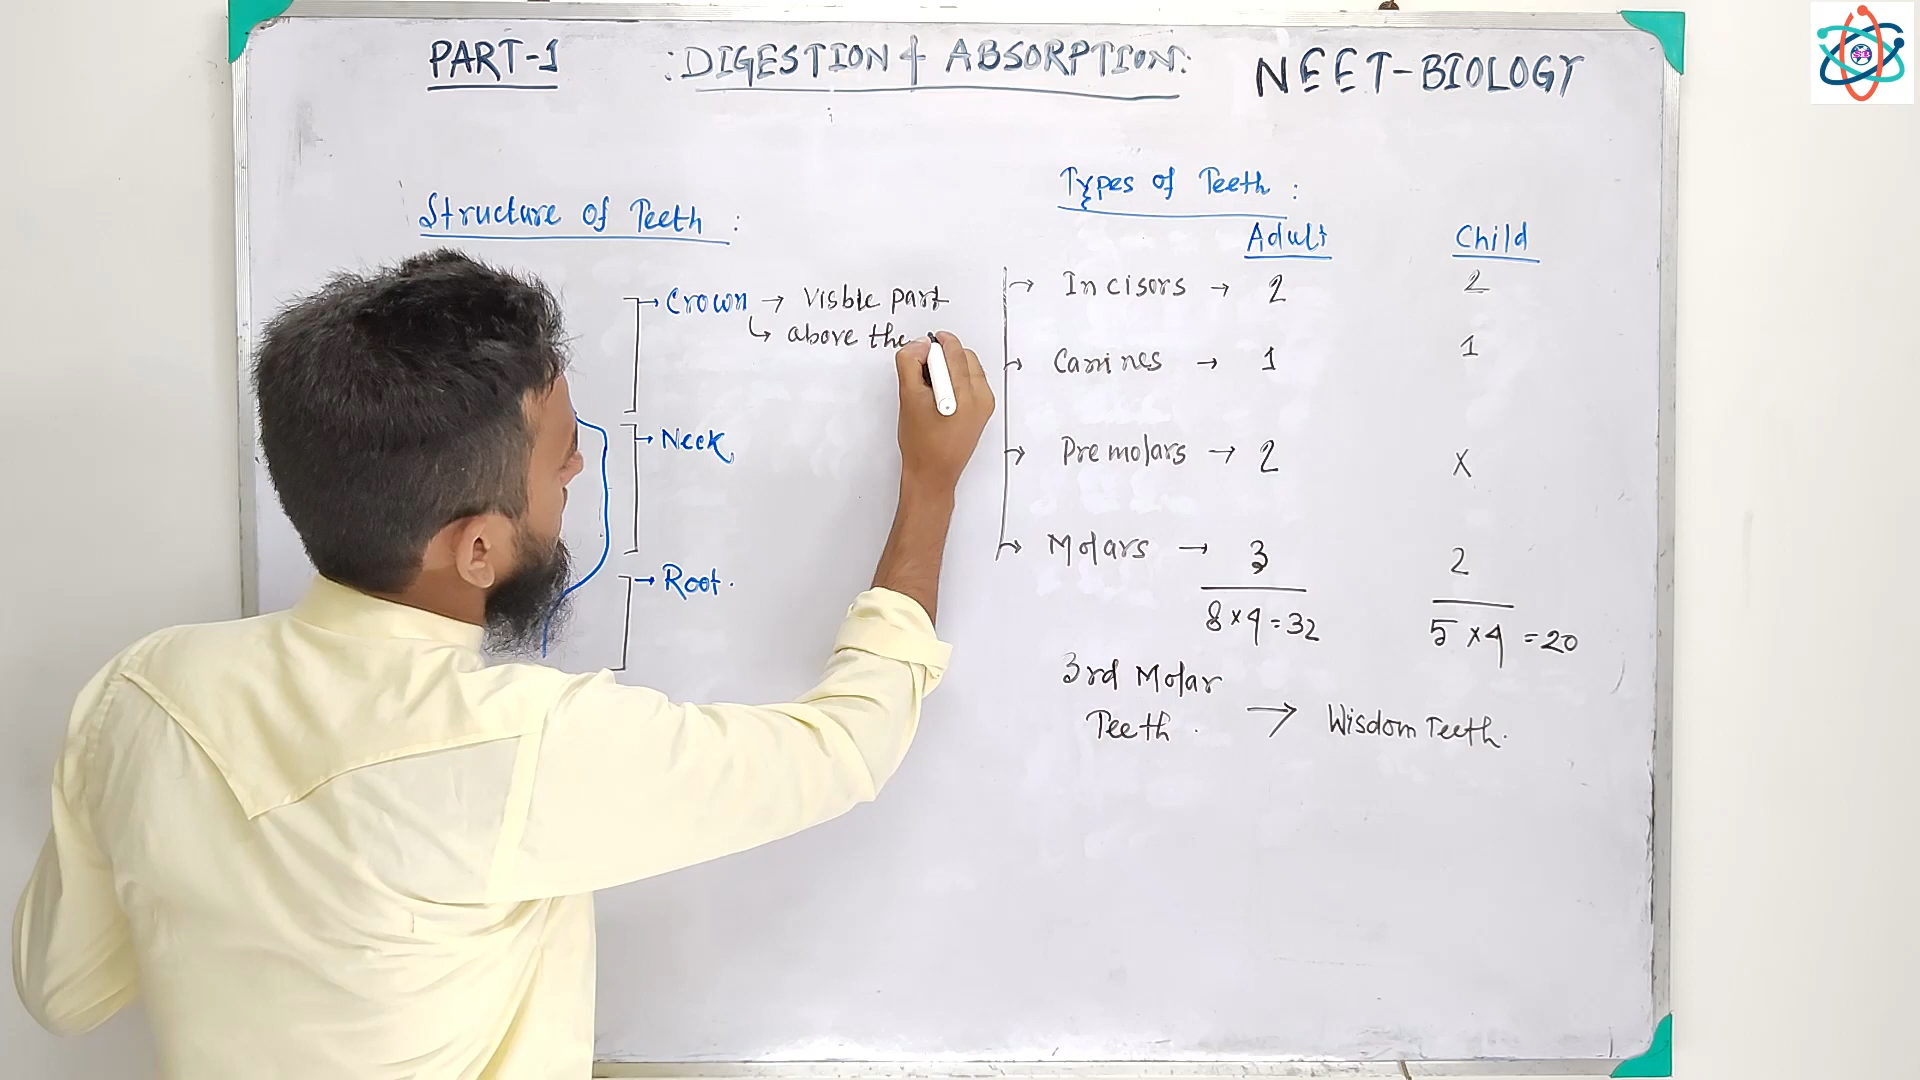 PART-1
:DIGESTION & ABSORPTION:
NEET-BIOLOGY
Structure of Teeth :
Crown → Visble part
↳ above the
Neck
Root.
Types of Teeth :
Adult Child
Incisors → 2 2
Canines → 1 1
Premolars → 2 X
Molars → 3 2
8×4=32 5×4=20
3rd Molar
Teeth. → Wisdom Teeth.